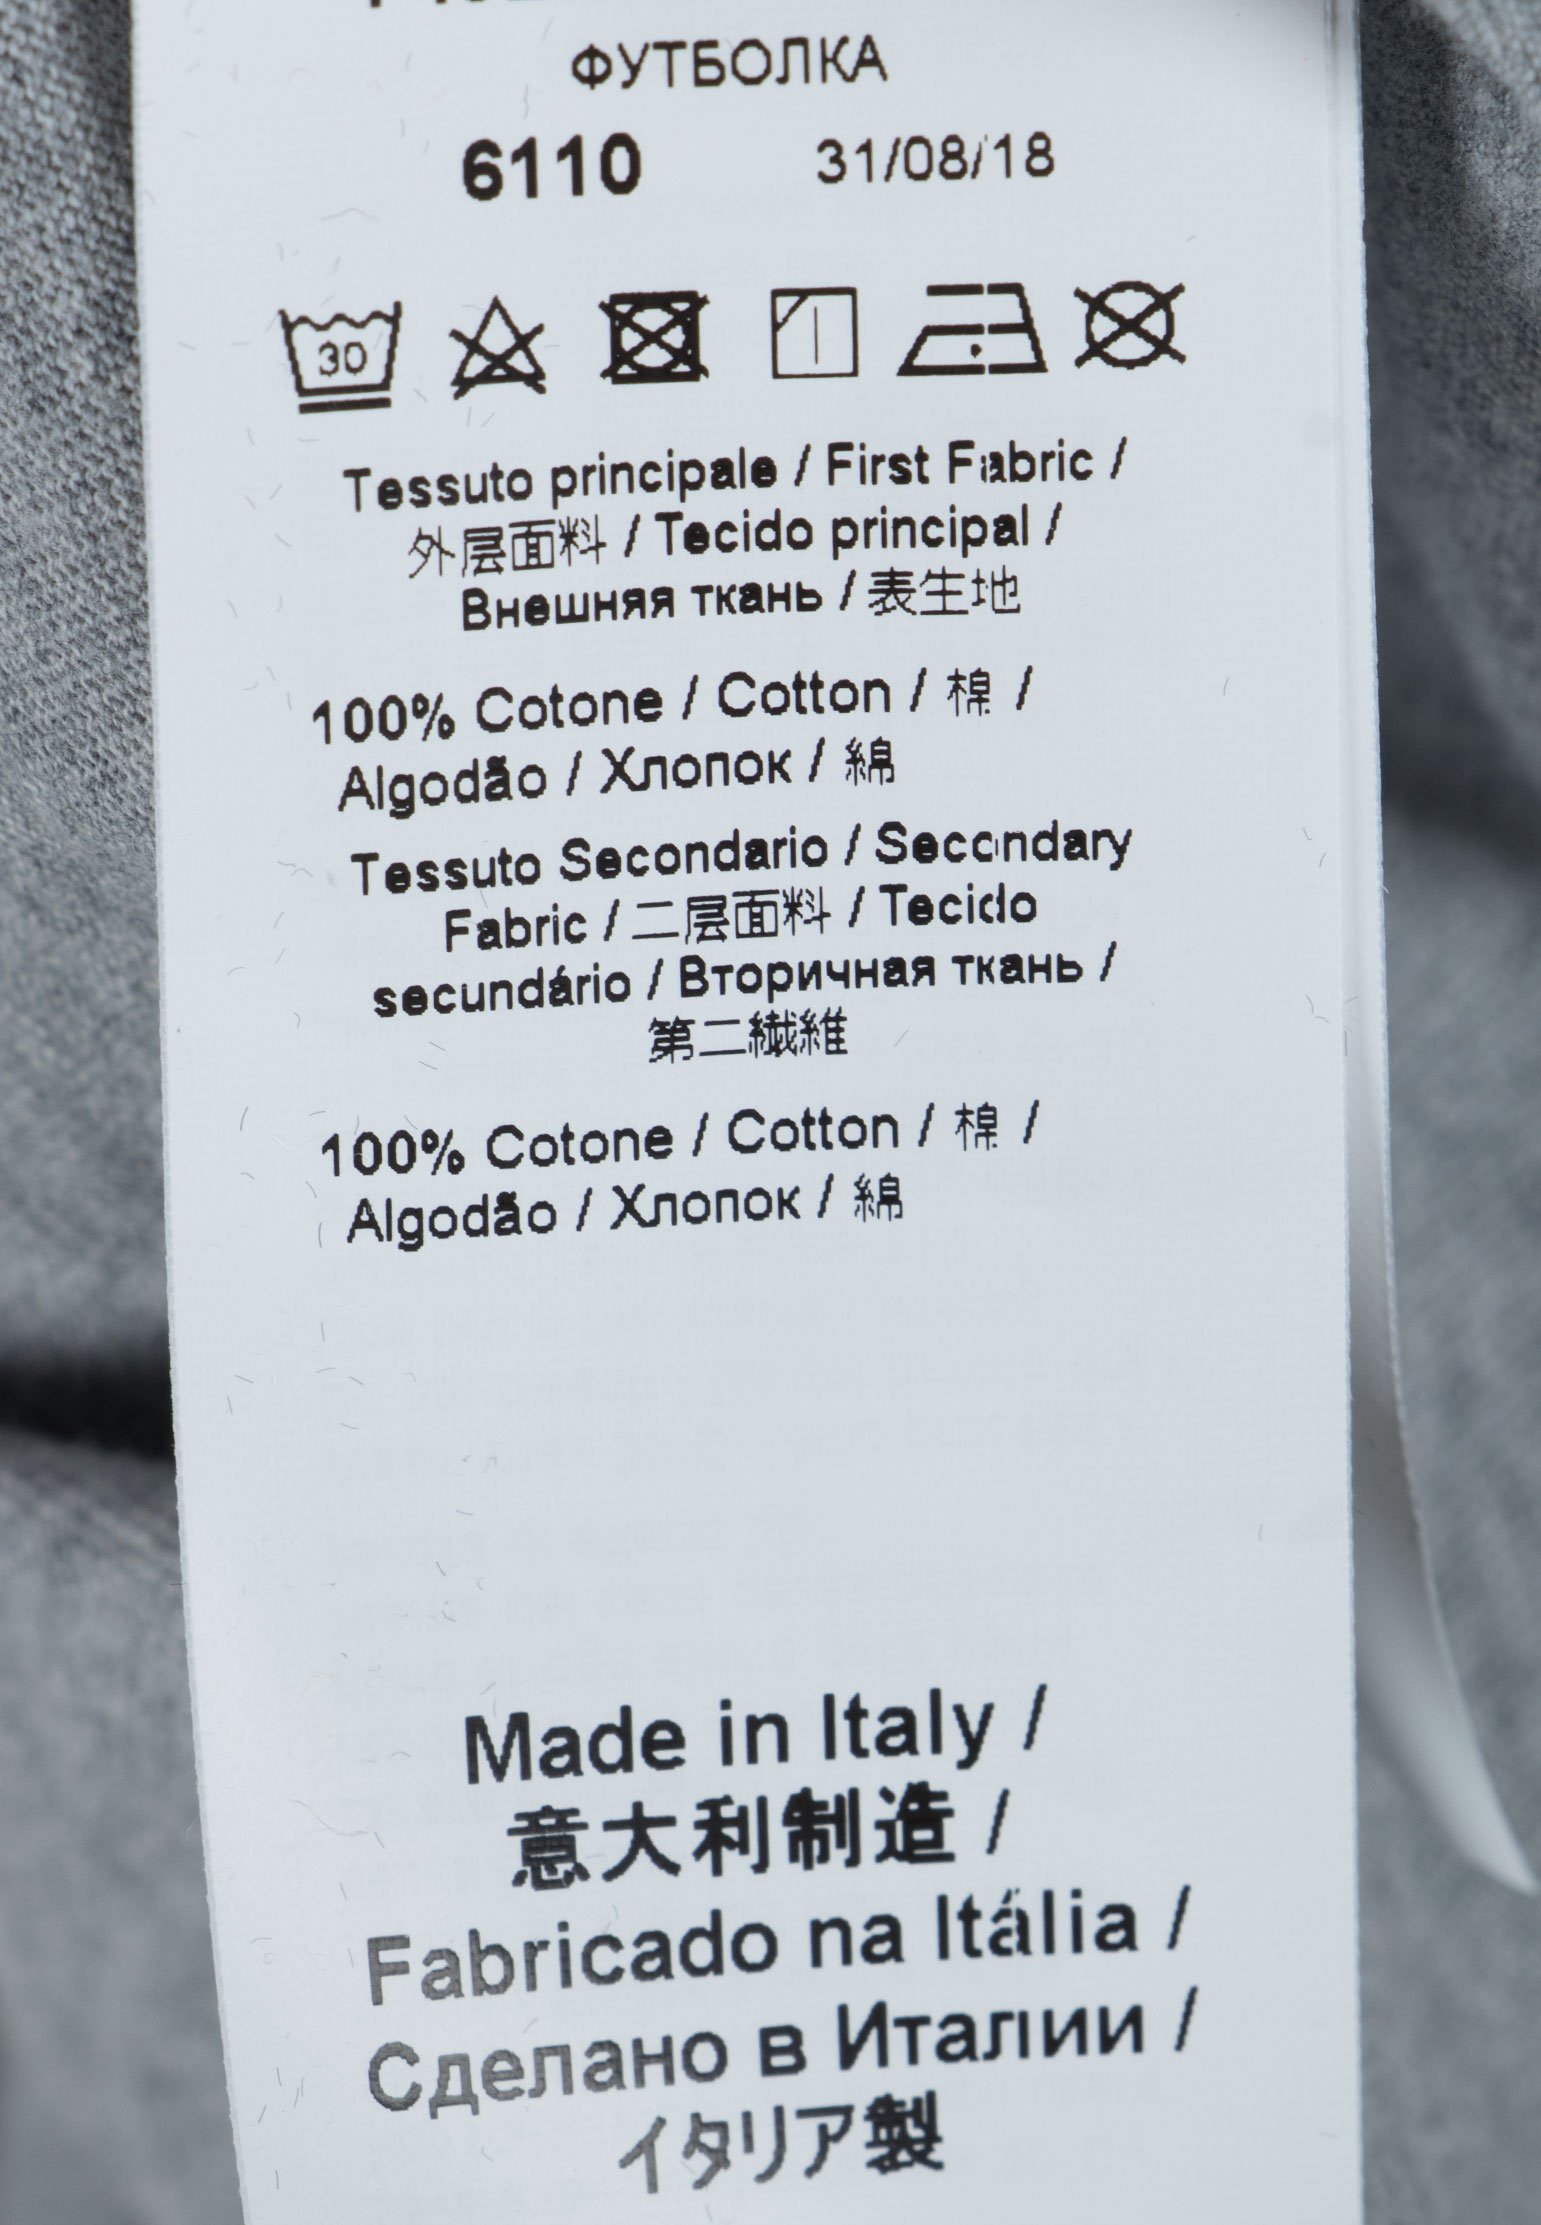 ФУТБОЛКА
6110 31/08/18
30
Tessuto principale / First Fabric /
外层面料 / Tecido principal /
Внешняя ткань / 表生地
100% Cotone / Cotton / 棉 /
Algodão / Хлопок / 綿
Tessuto Secondario / Secondary
Fabric / 二层面料 / Tecido
secundário / Вторичная ткань /
第二繊維
100% Cotone / Cotton / 棉 /
Algodão / Хлопок / 綿
Made in Italy /
意大利制造 /
Fabricado na Itália /
Сделано в Италии /
イタリア製